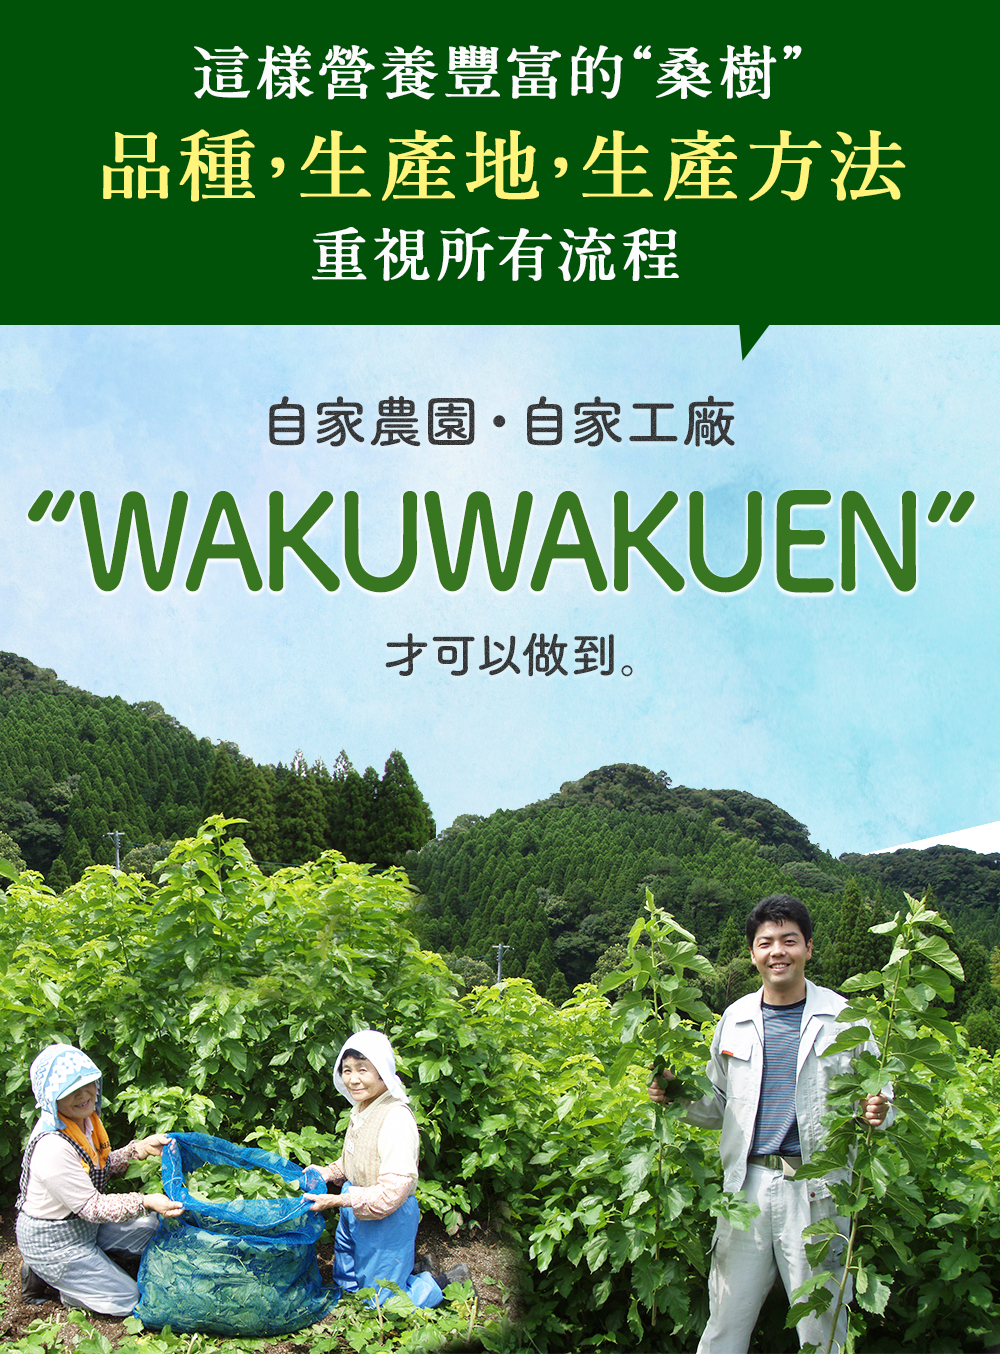 這樣營養豐富的“桑樹”
品種，生產地，生產方法
重視所有流程
自家農園・自家工廠
“WAKUWAKUEN”
才可以做到。